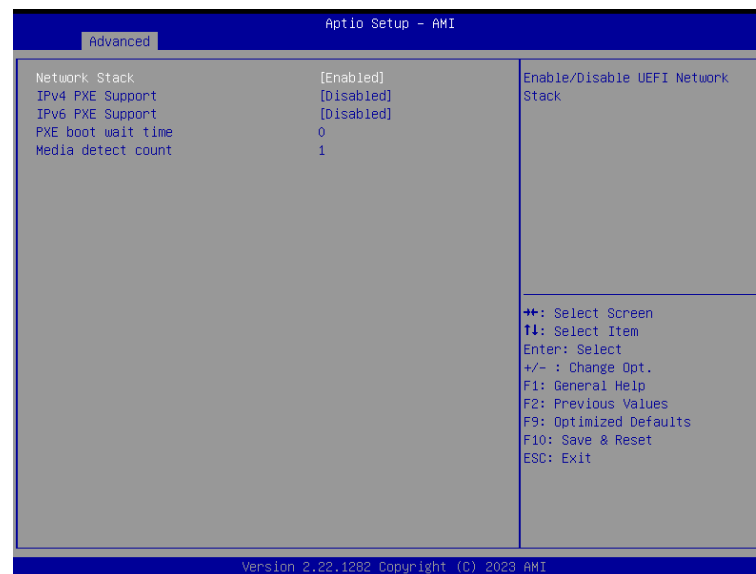 Aptio Setup – AMI
Advanced
Network Stack [Enabled]
IPv4 PXE Support [Disabled]
IPv6 PXE Support [Disabled]
PXE boot wait time 0
Media detect count 1
Enable/Disable UEFI Network
Stack
→←: Select Screen
↑↓: Select Item
Enter: Select
+/- : Change Opt.
F1: General Help
F2: Previous Values
F9: Optimized Defaults
F10: Save & Reset
ESC: Exit
Version 2.22.1282 Copyright (C) 2023 AMI